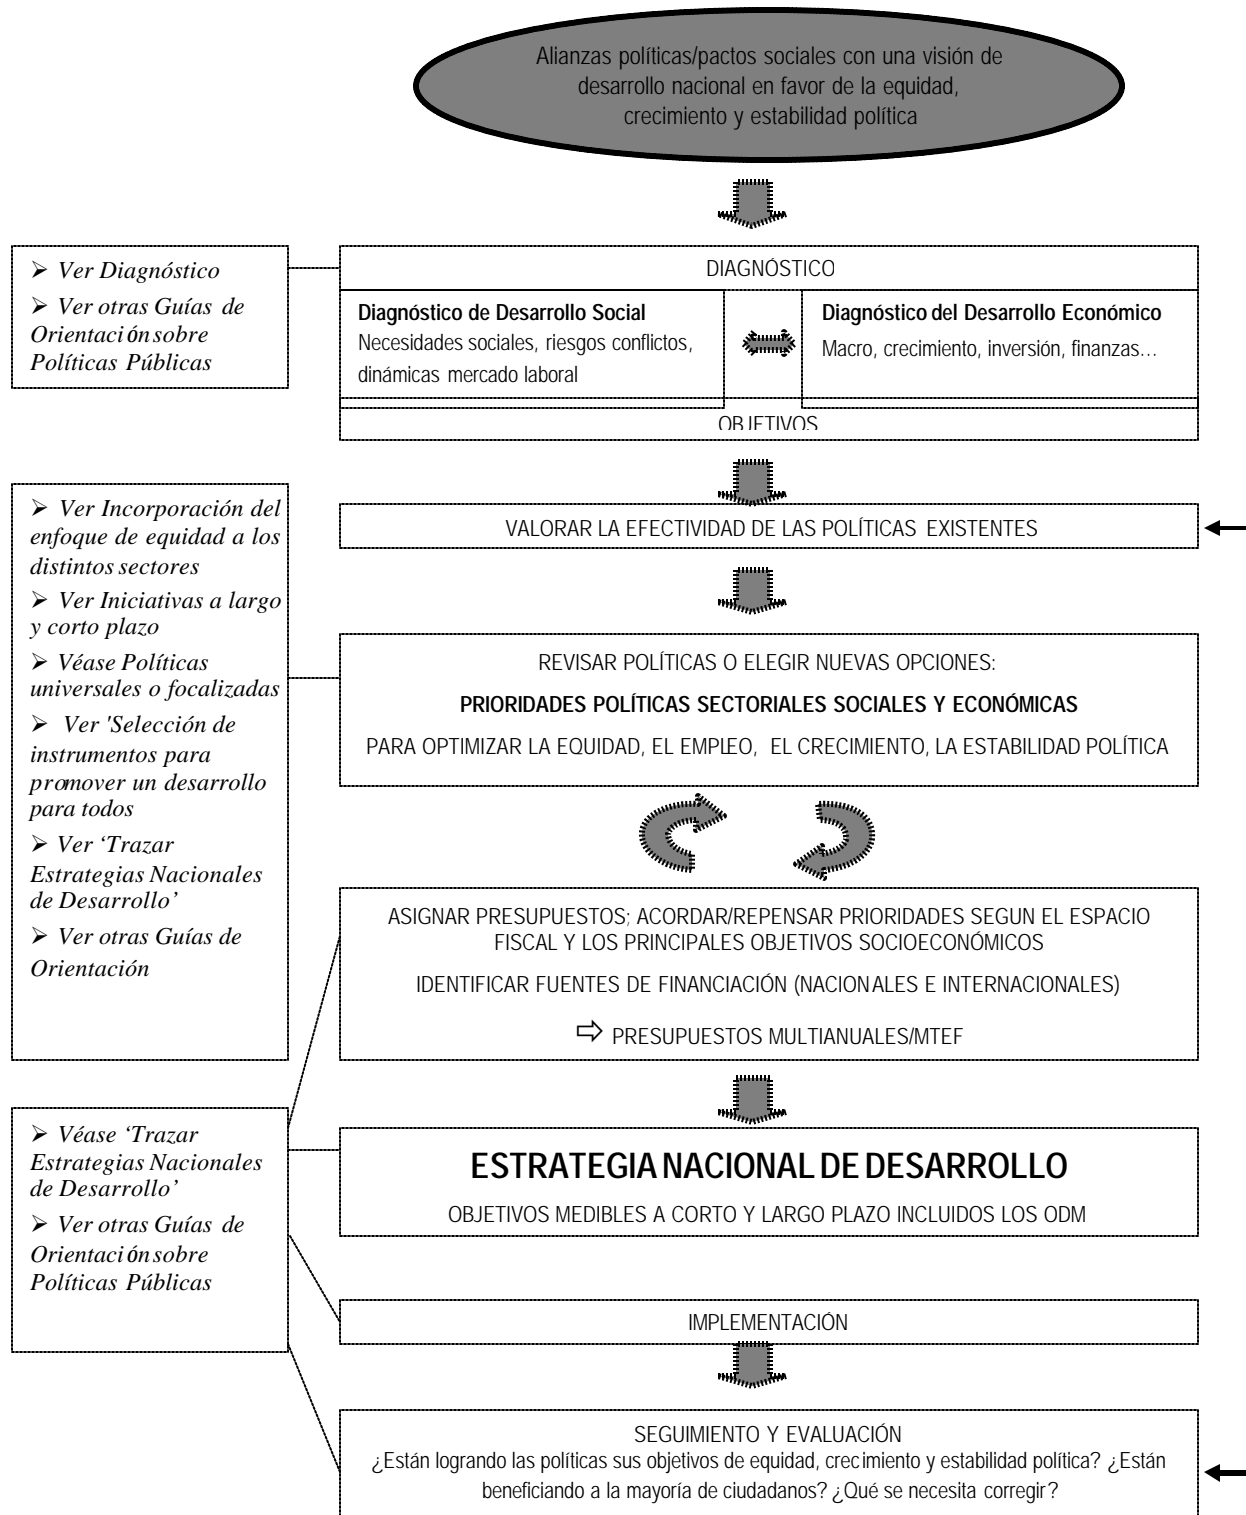 Alianzas políticas/pactos sociales con una visión de
desarrollo nacional en favor de la equidad,
crecimiento y estabilidad política
➢ Ver Diagnóstico
➢ Ver otras Guías de
Orientación sobre
Políticas Públicas
DIAGNÓSTICO
Diagnóstico de Desarrollo Social
Necesidades sociales, riesgos conflictos,
dinámicas mercado laboral
Diagnóstico del Desarrollo Económico
Macro, crecimiento, inversión, finanzas…
OBJETIVOS
➢ Ver Incorporación del
enfoque de equidad a los
distintos sectores
➢ Ver Iniciativas a largo
y corto plazo
➢ Véase Políticas
universales o focalizadas
➢ Ver 'Selección de
instrumentos para
promover un desarrollo
para todos
➢ Ver ‘Trazar
Estrategias Nacionales
de Desarrollo’
➢ Ver otras Guías de
Orientación
VALORAR LA EFECTIVIDAD DE LAS POLÍTICAS EXISTENTES
REVISAR POLÍTICAS O ELEGIR NUEVAS OPCIONES:
PRIORIDADES POLÍTICAS SECTORIALES SOCIALES Y ECONÓMICAS
PARA OPTIMIZAR LA EQUIDAD, EL EMPLEO, EL CRECIMIENTO, LA ESTABILIDAD POLÍTICA
ASIGNAR PRESUPUESTOS; ACORDAR/REPENSAR PRIORIDADES SEGUN EL ESPACIO
FISCAL Y LOS PRINCIPALES OBJETIVOS SOCIOECONÓMICOS
IDENTIFICAR FUENTES DE FINANCIACIÓN (NACIONALES E INTERNACIONALES)
⇨ PRESUPUESTOS MULTIANUALES/MTEF
➢ Véase ‘Trazar
Estrategias Nacionales
de Desarrollo’
➢ Ver otras Guías de
Orientación sobre
Políticas Públicas
ESTRATEGIA NACIONAL DE DESARROLLO
OBJETIVOS MEDIBLES A CORTO Y LARGO PLAZO INCLUIDOS LOS ODM
IMPLEMENTACIÓN
SEGUIMIENTO Y EVALUACIÓN
¿Están logrando las políticas sus objetivos de equidad, crecimiento y estabilidad política? ¿Están
beneficiando a la mayoría de ciudadanos? ¿Qué se necesita corregir?